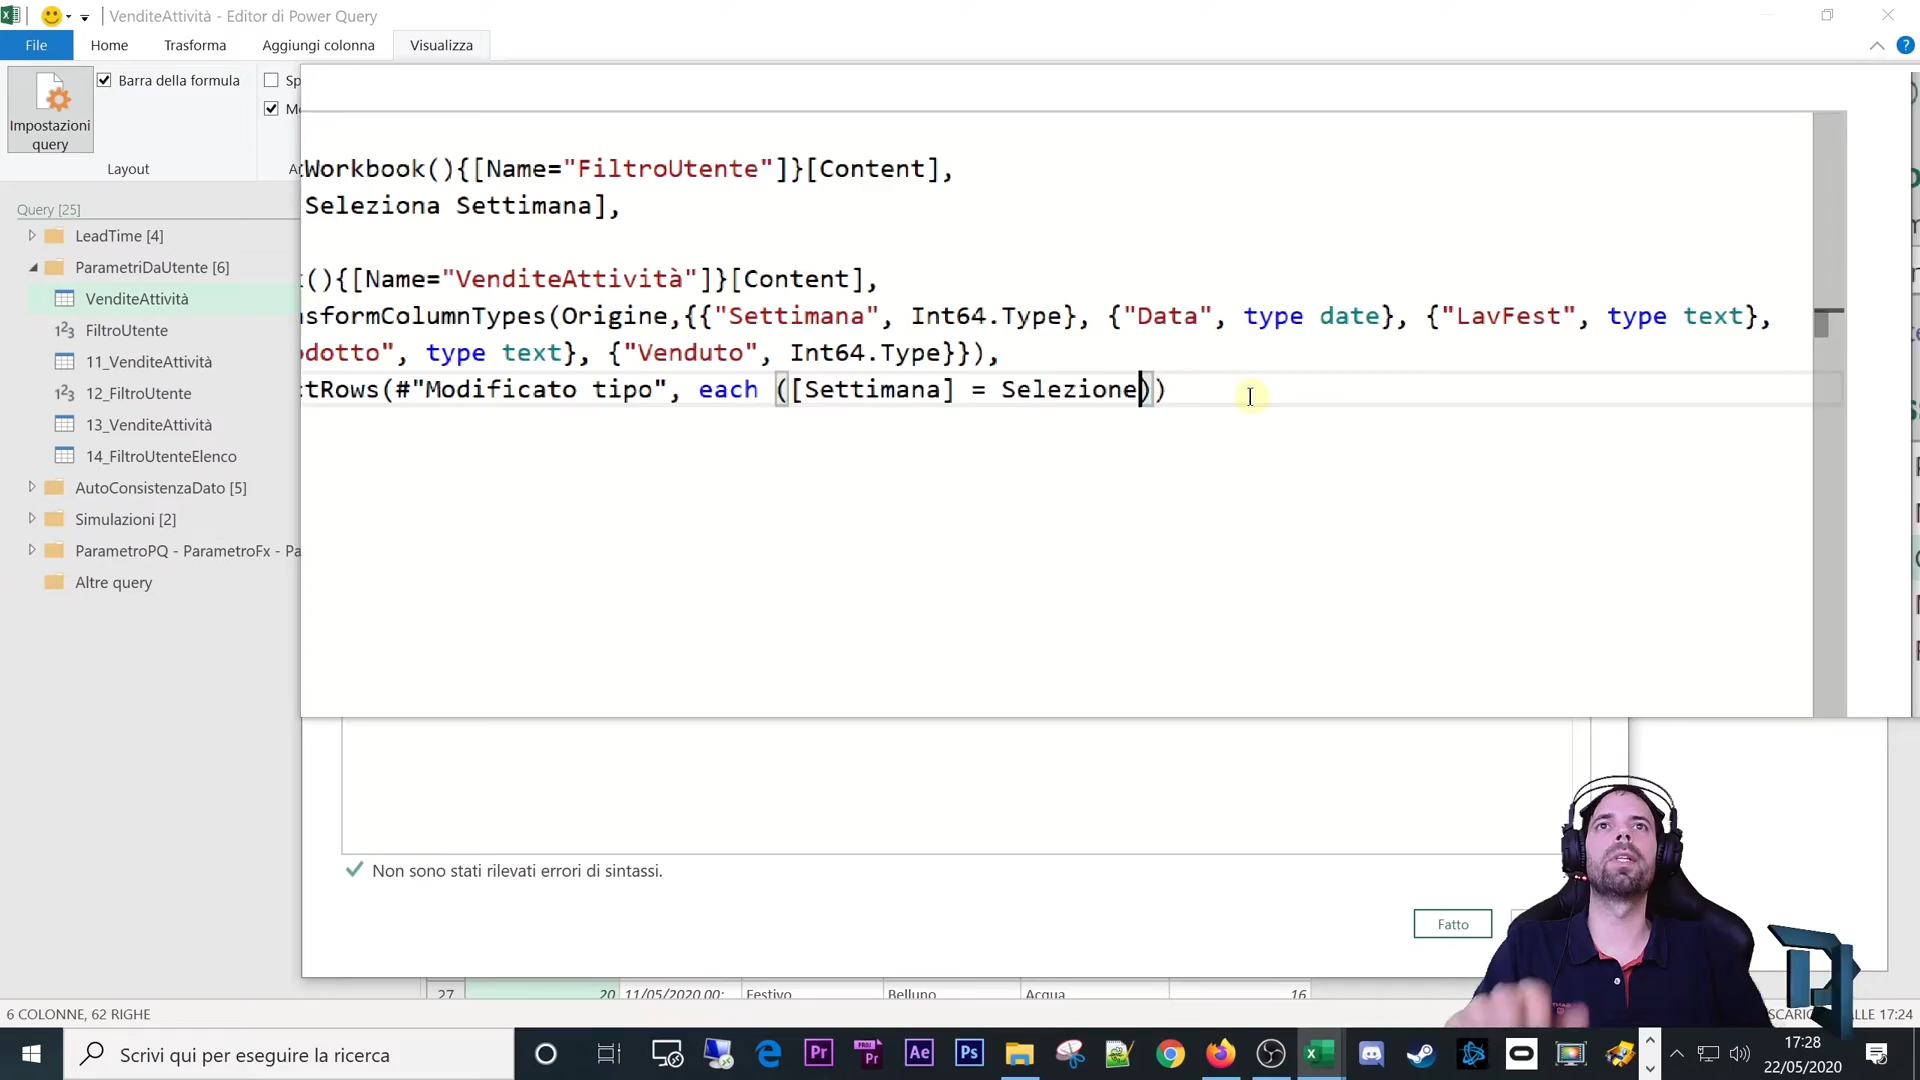 VenditeAttività - Editor di Power Query
File Home Trasforma Aggiungi colonna Visualizza
Barra della formula
Impostazioni
query
Layout
Query [25]
LeadTime [4]
ParametriDaUtente [6]
VenditeAttività
FiltroUtente
11_VenditeAttività
12_FiltroUtente
13_VenditeAttività
14_FiltroUtenteElenco
AutoConsistenzaDato [5]
Simulazioni [2]
ParametroPQ - ParametroFx - Pa
Altre query
Workbook(){[Name="FiltroUtente"]}[Content],
Seleziona Settimana],
(){[Name="VenditeAttività"]}[Content],
sformColumnTypes(Origine,{{"Settimana", Int64.Type}, {"Data", type date}, {"LavFest", type text},
dotto", type text}, {"Venduto", Int64.Type}}),
tRows(#"Modificato tipo", each ([Settimana] = Selezione))
Non sono stati rilevati errori di sintassi.
Fatto
27 20 11/05/2020 00: Festivo Belluno Acqua 16
6 COLONNE, 62 RIGHE
ALLE 17:24
Scrivi qui per eseguire la ricerca
17:28
22/05/2020